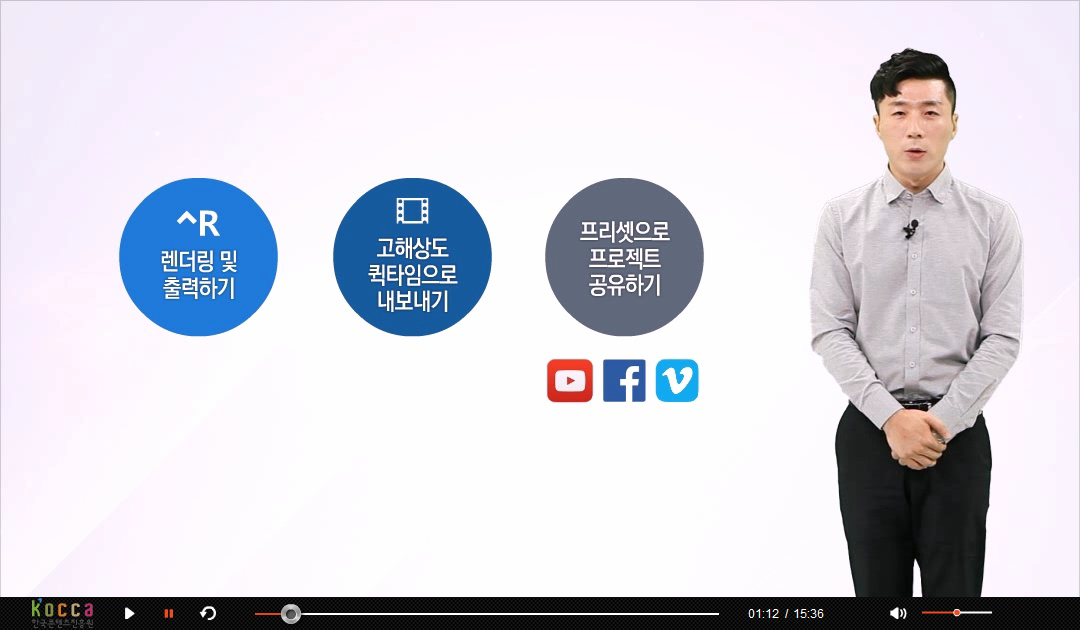 ^R
렌더링 및
출력하기
고해상도
퀵타임으로
내보내기
프리셋으로
프로젝트
공유하기
Kocca
한국콘텐츠진흥원
01:12 / 15:36